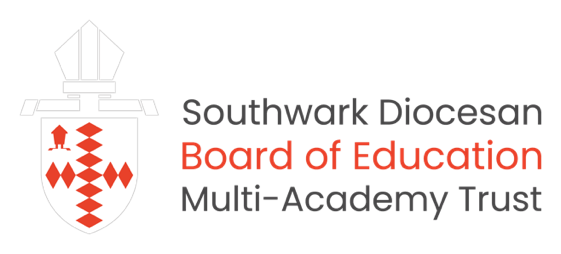 Southwark Diocesan
Board of Education
Multi-Academy Trust